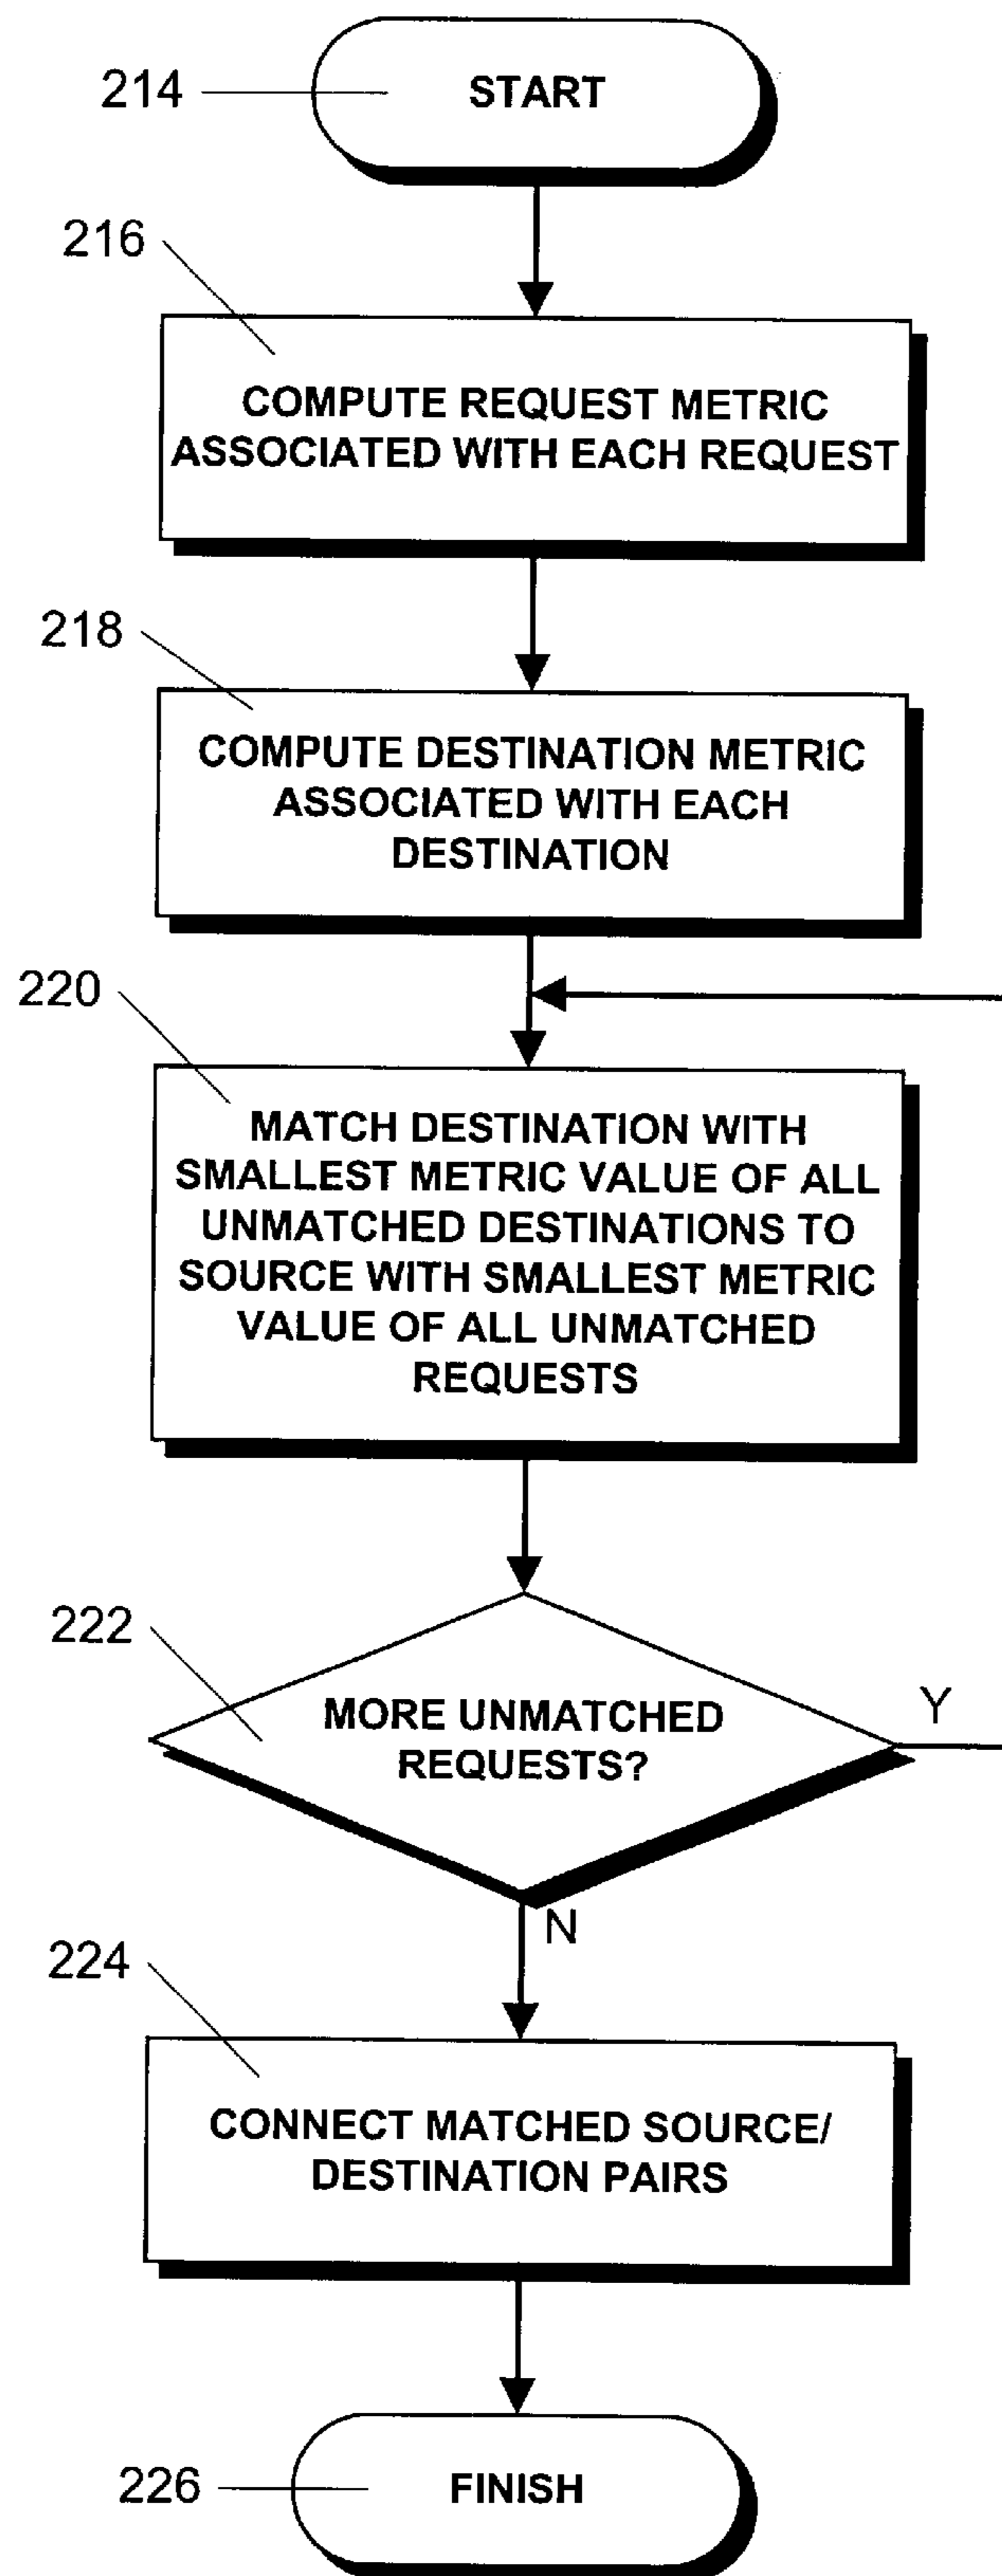 214
START
216
COMPUTE REQUEST METRIC
ASSOCIATED WITH EACH REQUEST
218
COMPUTE DESTINATION METRIC
ASSOCIATED WITH EACH
DESTINATION
220
MATCH DESTINATION WITH
SMALLEST METRIC VALUE OF ALL
UNMATCHED DESTINATIONS TO
SOURCE WITH SMALLEST METRIC
VALUE OF ALL UNMATCHED
REQUESTS
222
MORE UNMATCHED
REQUESTS?
Y
N
224
CONNECT MATCHED SOURCE/
DESTINATION PAIRS
226
FINISH